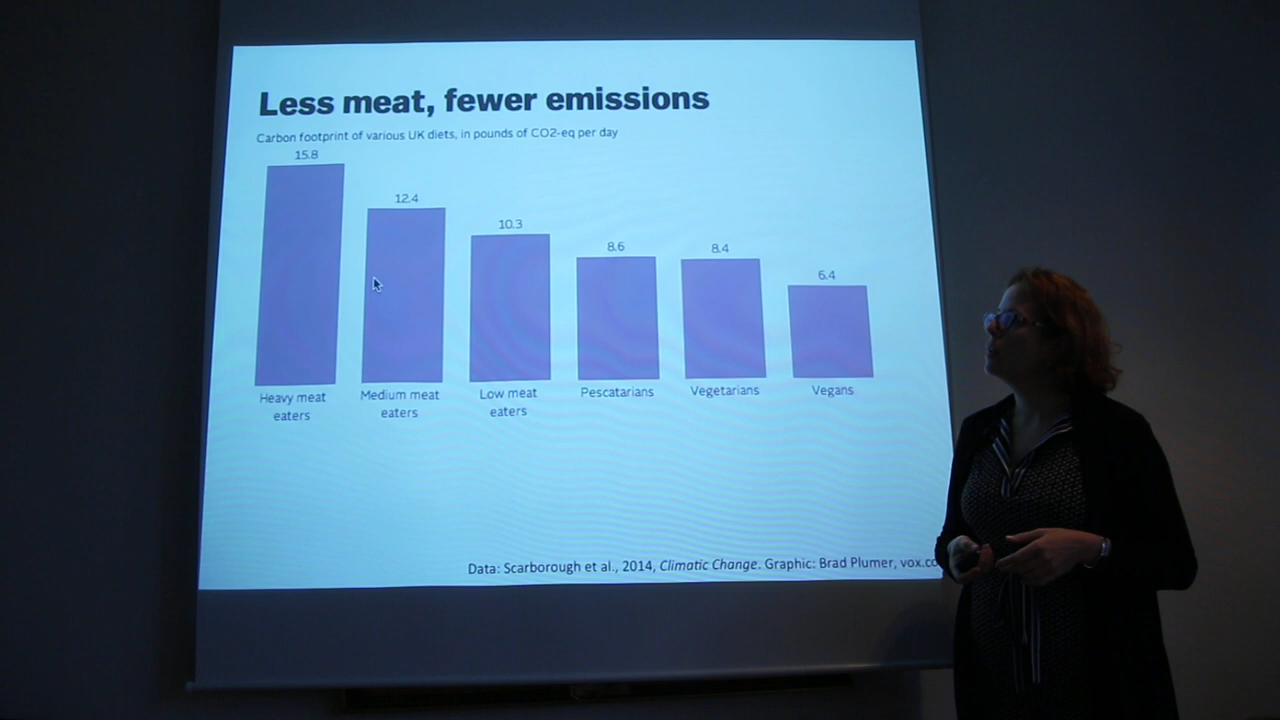 Less meat, fewer emissions
Carbon footprint of various UK diets, in pounds of CO2-eq per day
15.8
12.4
10.3
8.6
8.4
6.4
Heavy meat
eaters
Medium meat
eaters
Low meat
eaters
Pescatarians
Vegetarians
Vegans
Data: Scarborough et al., 2014, Climatic Change. Graphic: Brad Plumer, vox.co